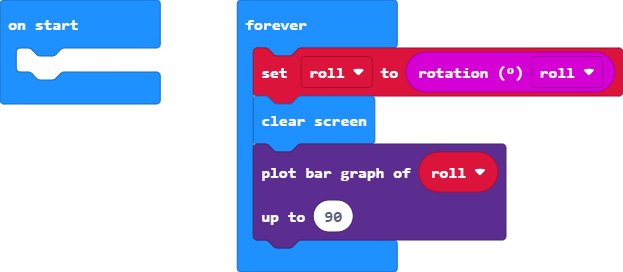 on start
forever
set roll to rotation (º) roll
clear screen
plot bar graph of roll
up to 90